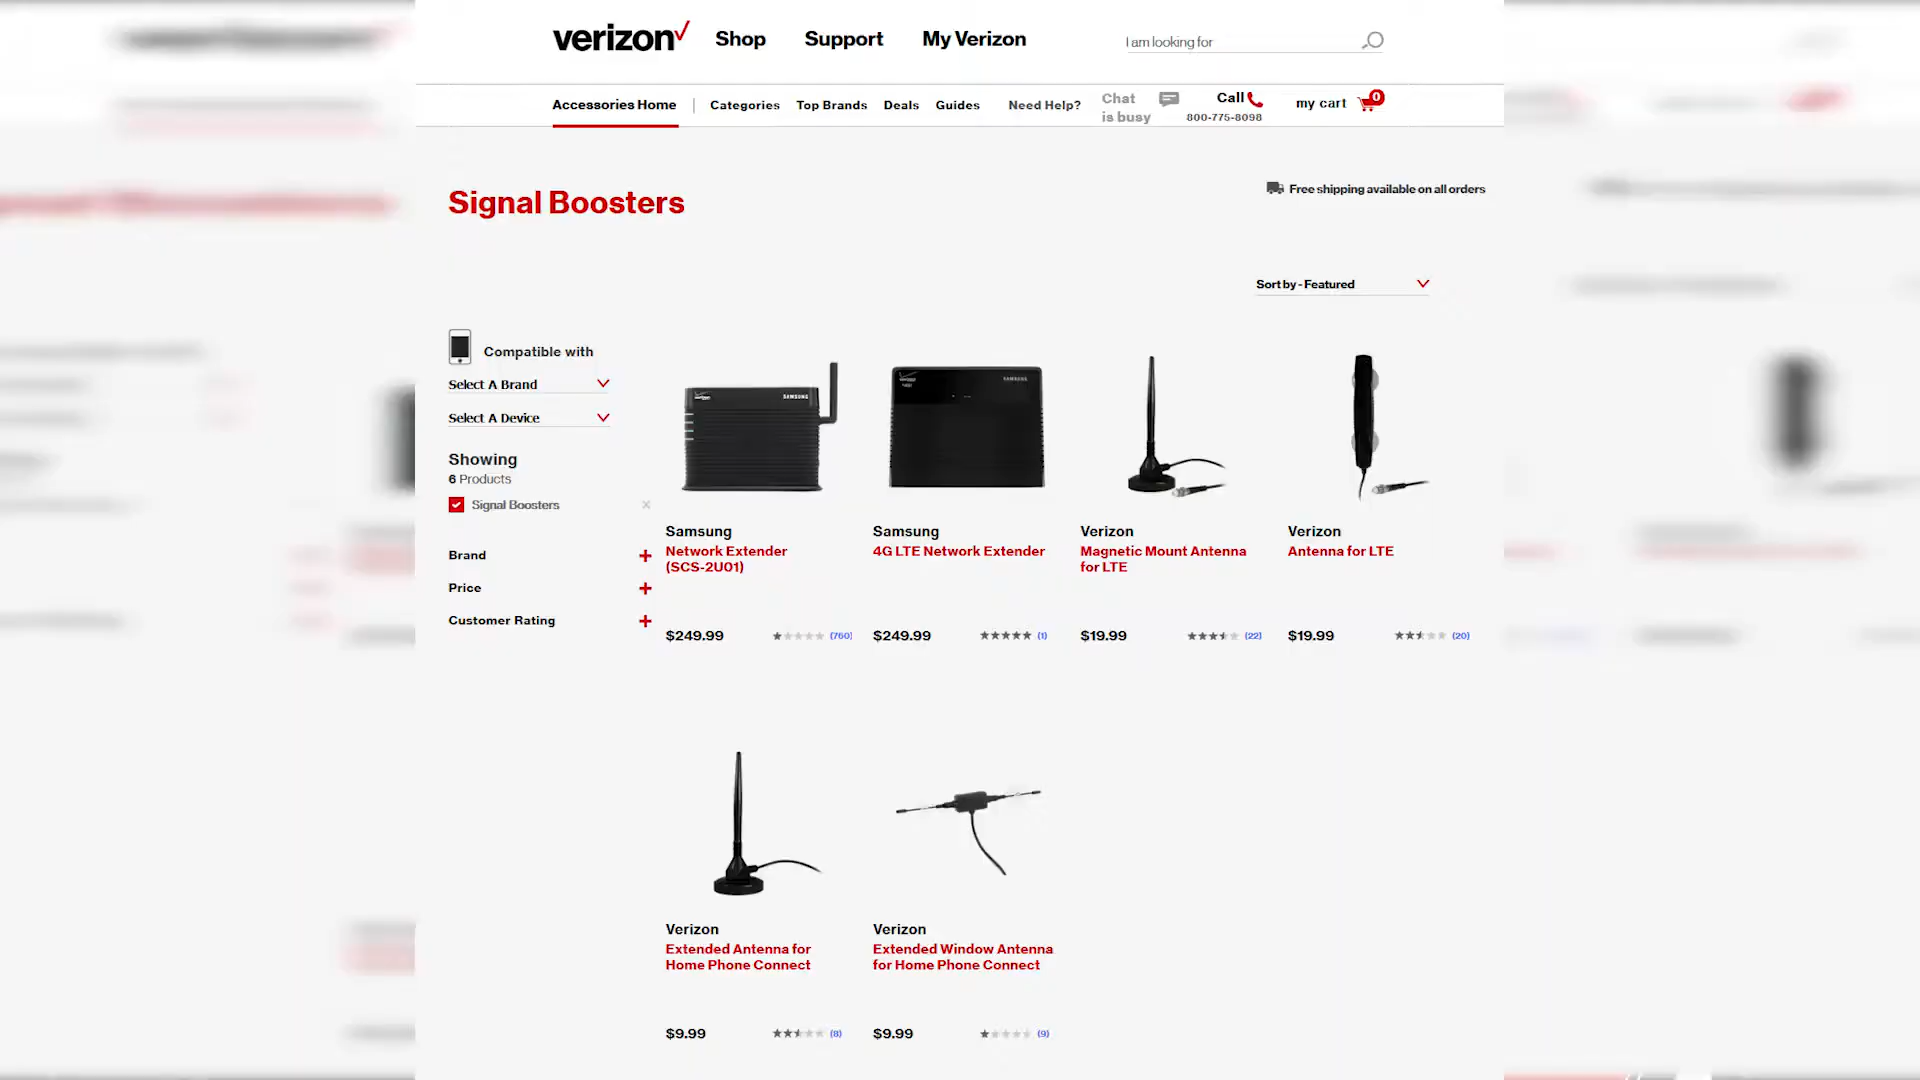 verizon
Shop
Support
My Verizon
I am looking for
Accessories Home
Categories
Top Brands
Deals
Guides
Need Help?
Chat
is busy
Call
800-775-8098
my cart
0
Signal Boosters
Free shipping available on all orders
Sort by - Featured
Compatible with
Select A Brand
Select A Device
Showing
6 Products
Signal Boosters
Brand
Price
Customer Rating
SAMSUNG
SAMSUNG
Samsung
Network Extender
(SCS-2U01)
$249.99
(760)
Samsung
4G LTE Network Extender
$249.99
(1)
Verizon
Magnetic Mount Antenna
for LTE
$19.99
(22)
Verizon
Antenna for LTE
$19.99
(20)
Verizon
Extended Antenna for
Home Phone Connect
$9.99
(8)
Verizon
Extended Window Antenna
for Home Phone Connect
$9.99
(9)